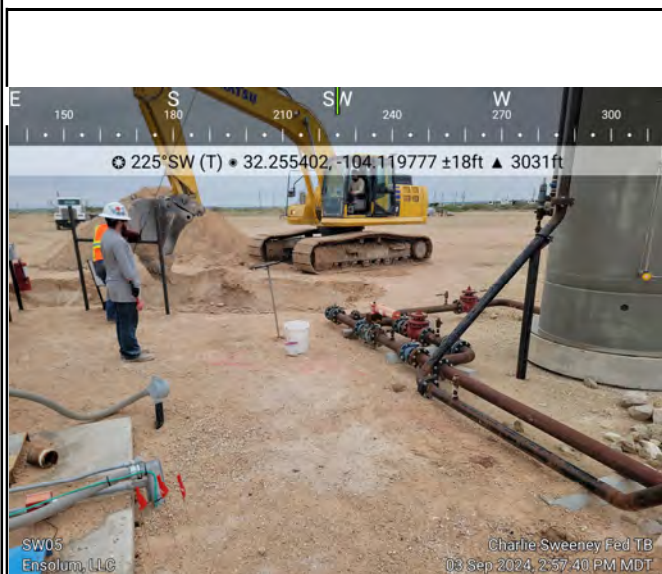 E S SW W
150 180 210 240 270 300
225°SW (T) ● 32.255402, -104.119777 ±18ft ▲ 3031ft
SW05
Ensolum, LLC
Charlie Sweeney Fed TB
03 Sep 2024, 2:57:40 PM MDT